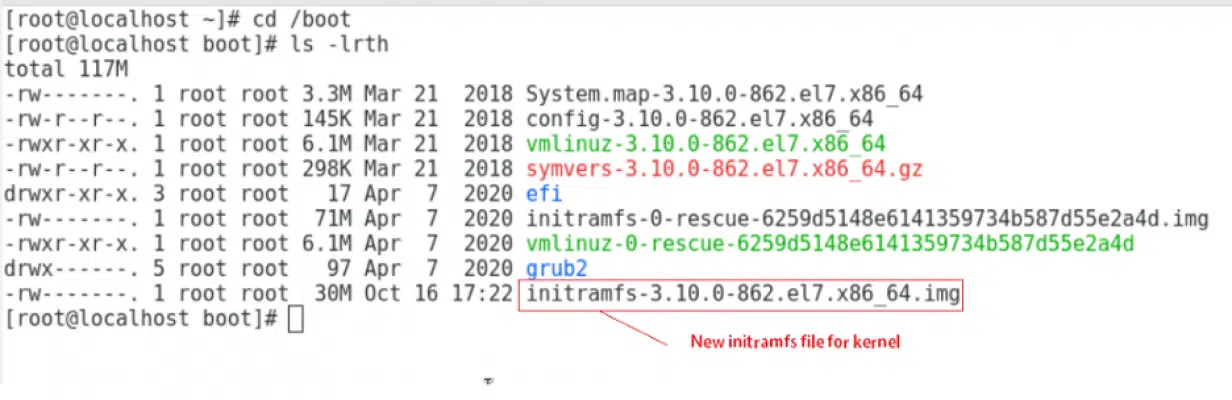 [root@localhost ~]# cd /boot
[root@localhost boot]# ls -lrth
total 117M
-rw-------. 1 root root 3.3M Mar 21  2018 System.map-3.10.0-862.el7.x86_64
-rw-r--r--. 1 root root 145K Mar 21  2018 config-3.10.0-862.el7.x86_64
-rwxr-xr-x. 1 root root 6.1M Mar 21  2018 vmlinuz-3.10.0-862.el7.x86_64
-rw-r--r--. 1 root root 298K Mar 21  2018 symvers-3.10.0-862.el7.x86_64.gz
drwxr-xr-x. 3 root root   17 Apr  7  2020 efi
-rw-------. 1 root root  71M Apr  7  2020 initramfs-0-rescue-6259d5148e6141359734b587d55e2a4d.img
-rwxr-xr-x. 1 root root 6.1M Apr  7  2020 vmlinuz-0-rescue-6259d5148e6141359734b587d55e2a4d
drwx------. 5 root root   97 Apr  7  2020 grub2
-rw-------. 1 root root  30M Oct 16 17:22 initramfs-3.10.0-862.el7.x86_64.img
[root@localhost boot]#
New initramfs file for kernel